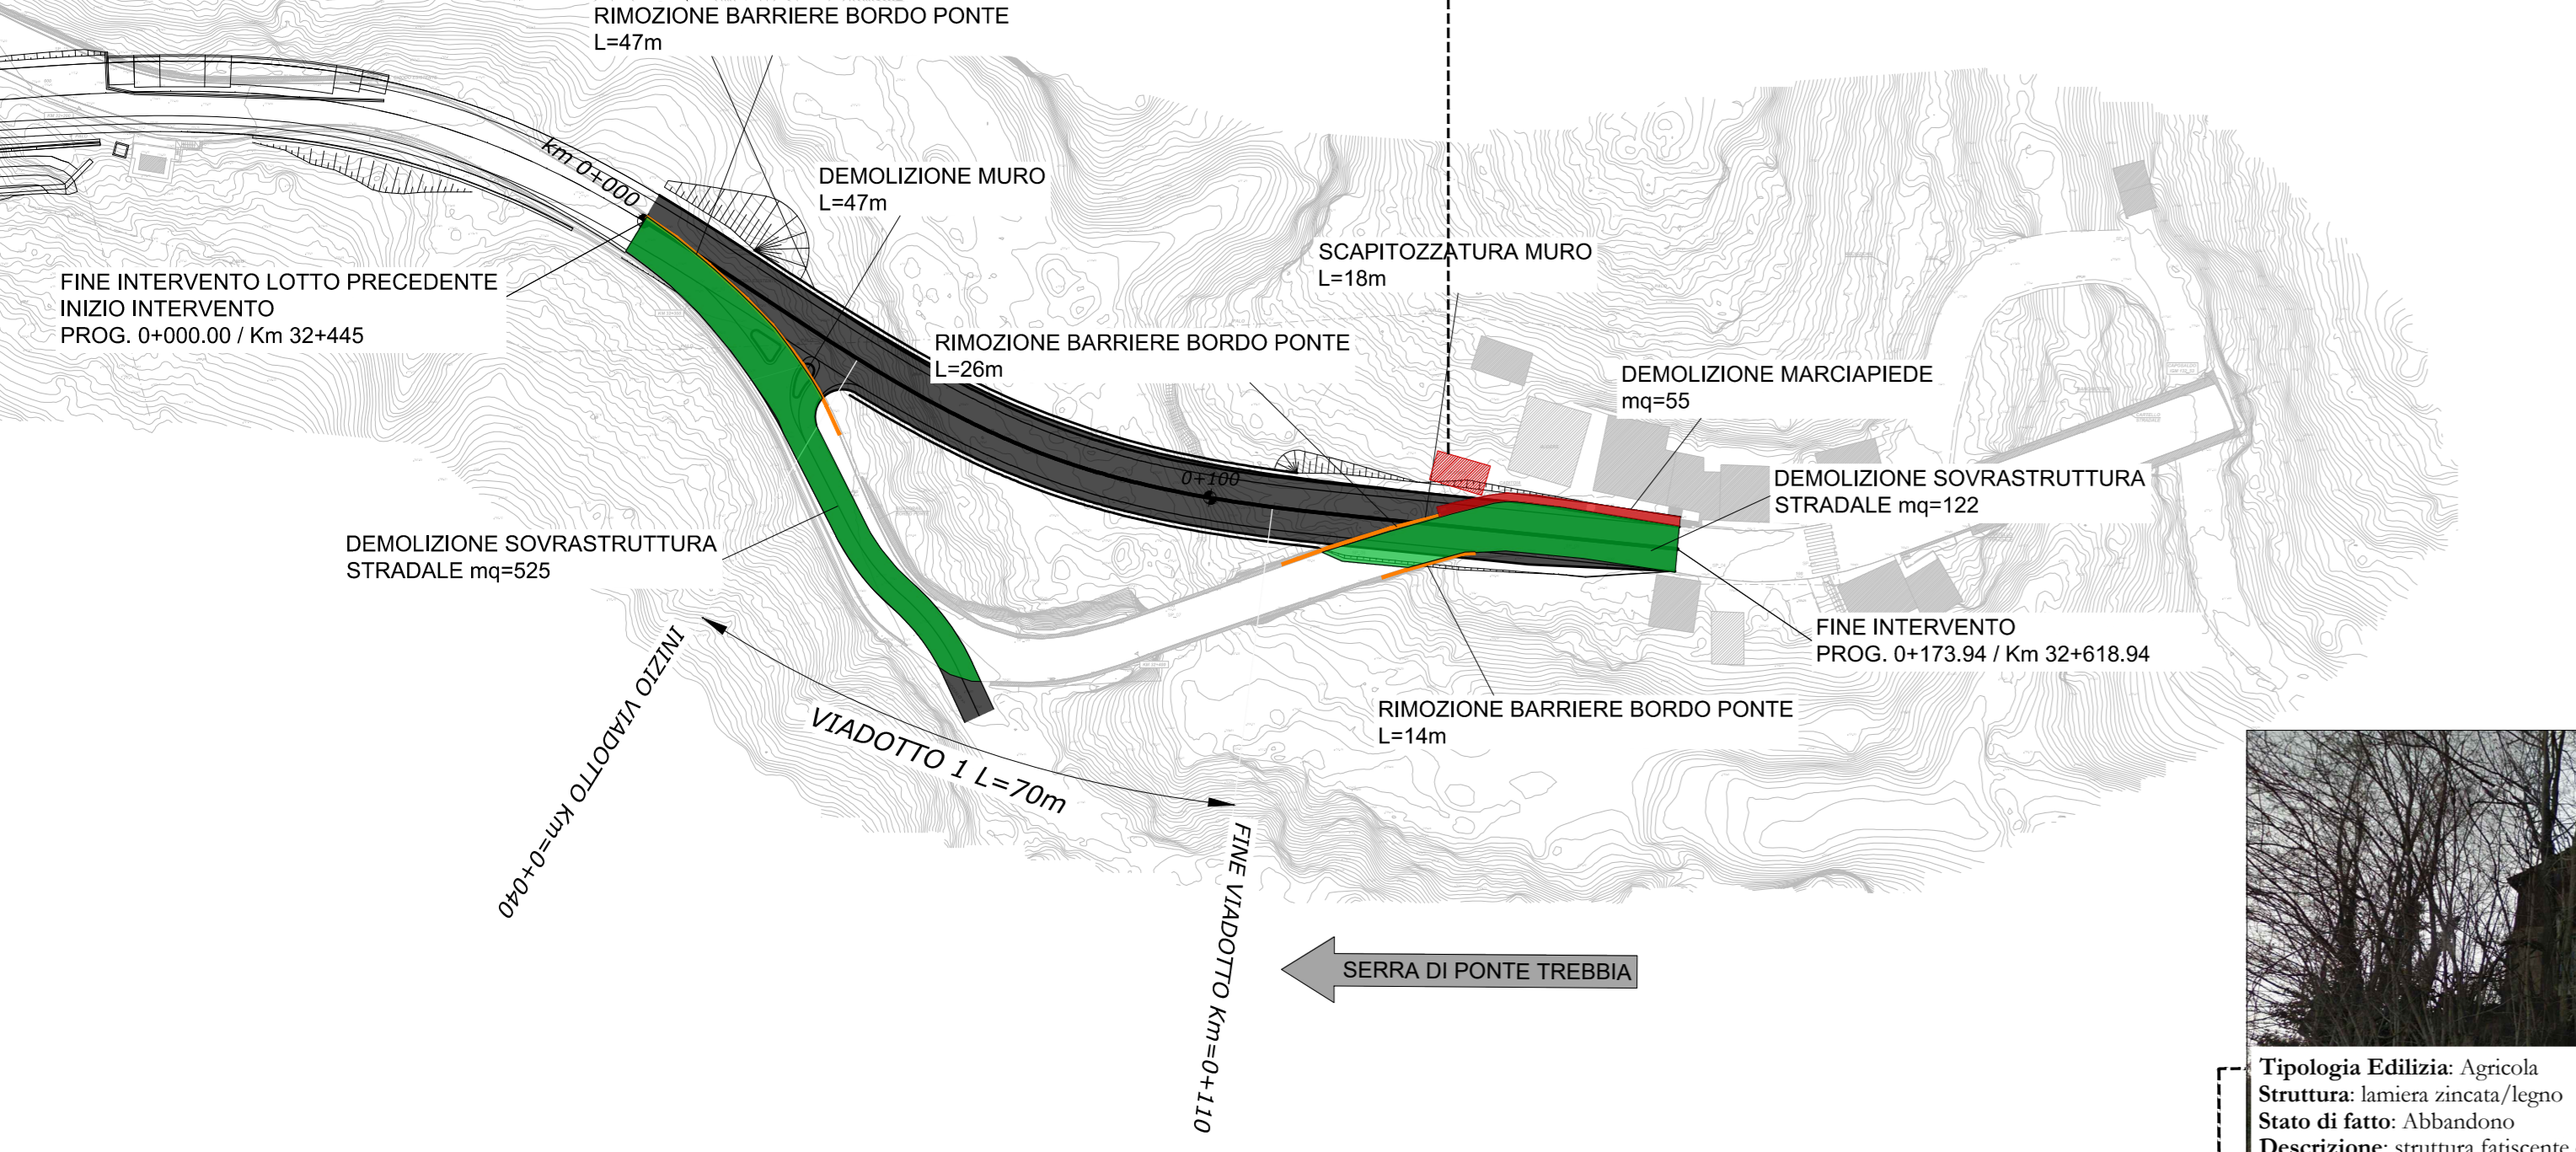 RIMOZIONE BARRIERE BORDO PONTE
L=47m
km 0+000
DEMOLIZIONE MURO
L=47m
SCAPITOZZATURA MURO
L=18m
FINE INTERVENTO LOTTO PRECEDENTE
INIZIO INTERVENTO
PROG. 0+000.00 / Km 32+445
RIMOZIONE BARRIERE BORDO PONTE
L=26m
DEMOLIZIONE MARCIAPIEDE
mq=55
0+100
DEMOLIZIONE SOVRASTRUTTURA
STRADALE mq=122
DEMOLIZIONE SOVRASTRUTTURA
STRADALE mq=525
FINE INTERVENTO
PROG. 0+173.94 / Km 32+618.94
RIMOZIONE BARRIERE BORDO PONTE
L=14m
INIZIO VIADOTTO Km=0+040
VIADOTTO 1 L=70m
FINE VIADOTTO Km=0+110
SERRA DI PONTE TREBBIA
Tipologia Edilizia: Agricola
Struttura: lamiera zincata/legno
Stato di fatto: Abbandono
Descrizione: struttura fatiscente